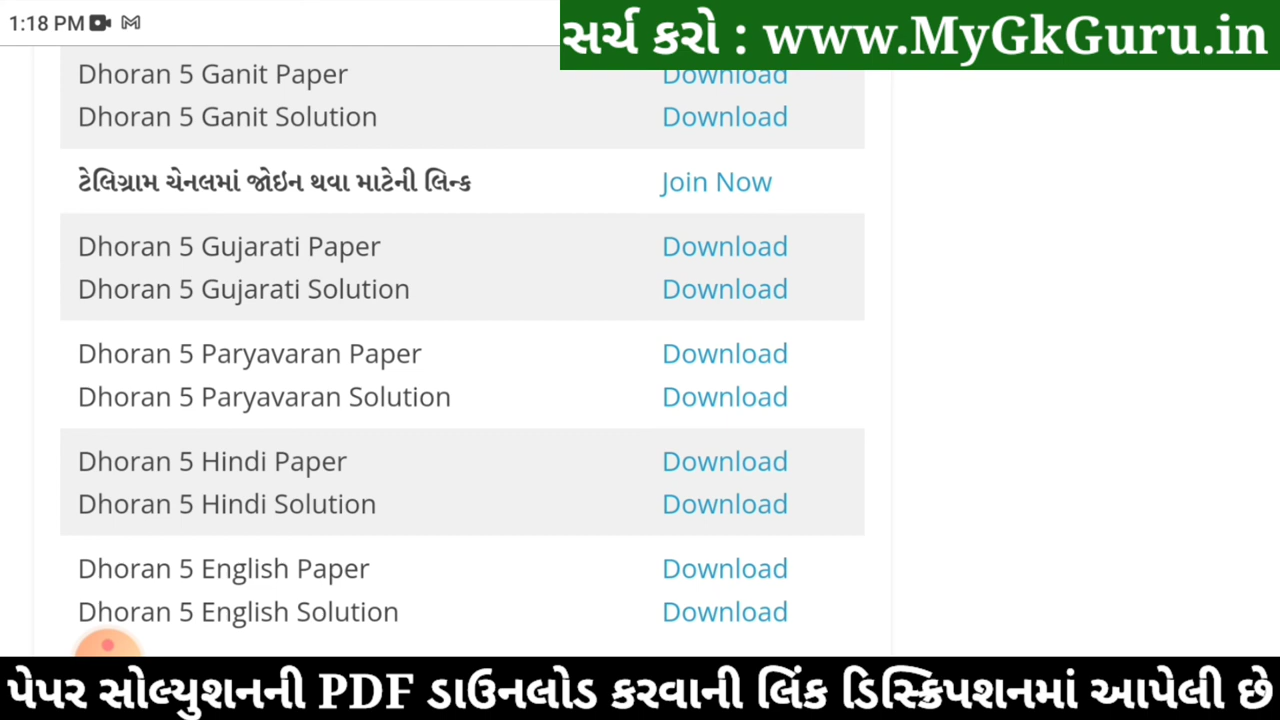 1:18 PM
સર્ચ કરો : www.MyGkGuru.in
Dhoran 5 Ganit Paper Download
Dhoran 5 Ganit Solution Download
ટેલિગ્રામ ચેનલમાં જોઇન થવા માટેની લિન્ક Join Now
Dhoran 5 Gujarati Paper Download
Dhoran 5 Gujarati Solution Download
Dhoran 5 Paryavaran Paper Download
Dhoran 5 Paryavaran Solution Download
Dhoran 5 Hindi Paper Download
Dhoran 5 Hindi Solution Download
Dhoran 5 English Paper Download
Dhoran 5 English Solution Download
પેપર સોલ્યુશનની PDF ડાઉનલોડ કરવાની લિંક ડિસ્ક્રિપશનમાં આપેલી છે